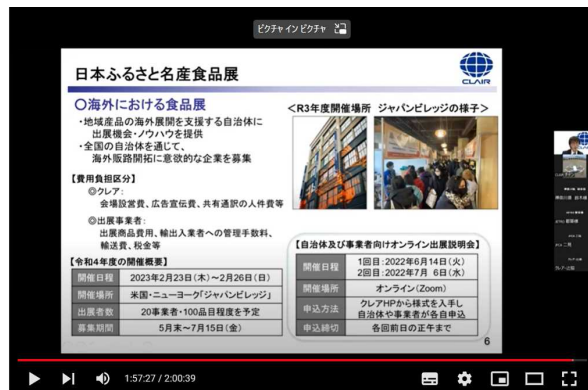 ピクチャ イン ピクチャ
日本ふるさと名産食品展
CLAIR
〇海外における食品展
・地域産品の海外展開を支援する自治体に
出展機会・ノウハウを提供
・全国の自治体を通じて、
海外販路開拓に意欲的な企業を募集
【費用負担区分】
◎クレア:
会場設営費、広告宣伝費、共有通訳の人件費等
◎出展事業者:
出展商品費用、輸出入業者への管理手数料、
輸送費、税金等
<R3年度開催場所 ジャパンビレッジの様子>
【令和4年度の開催概要】
開催日程 2023年2月23日(木)~2月26日(日)
開催場所 米国・ニューヨーク「ジャパンビレッジ」
出展者数 20事業者・100品目程度を予定
募集期間 5月末~7月15日(金)
【自治体及び事業者向けオンライン出展説明会】
開催日程 1回目:2022年6月14日(火)
2回目:2022年7月 6日(水)
開催場所 オンライン(Zoom)
申込方法 クレアHPから様式を入手し
自治体や事業者が各自申込
申込締切 各回前日の正午まで
6
1:57:27 / 2:00:39